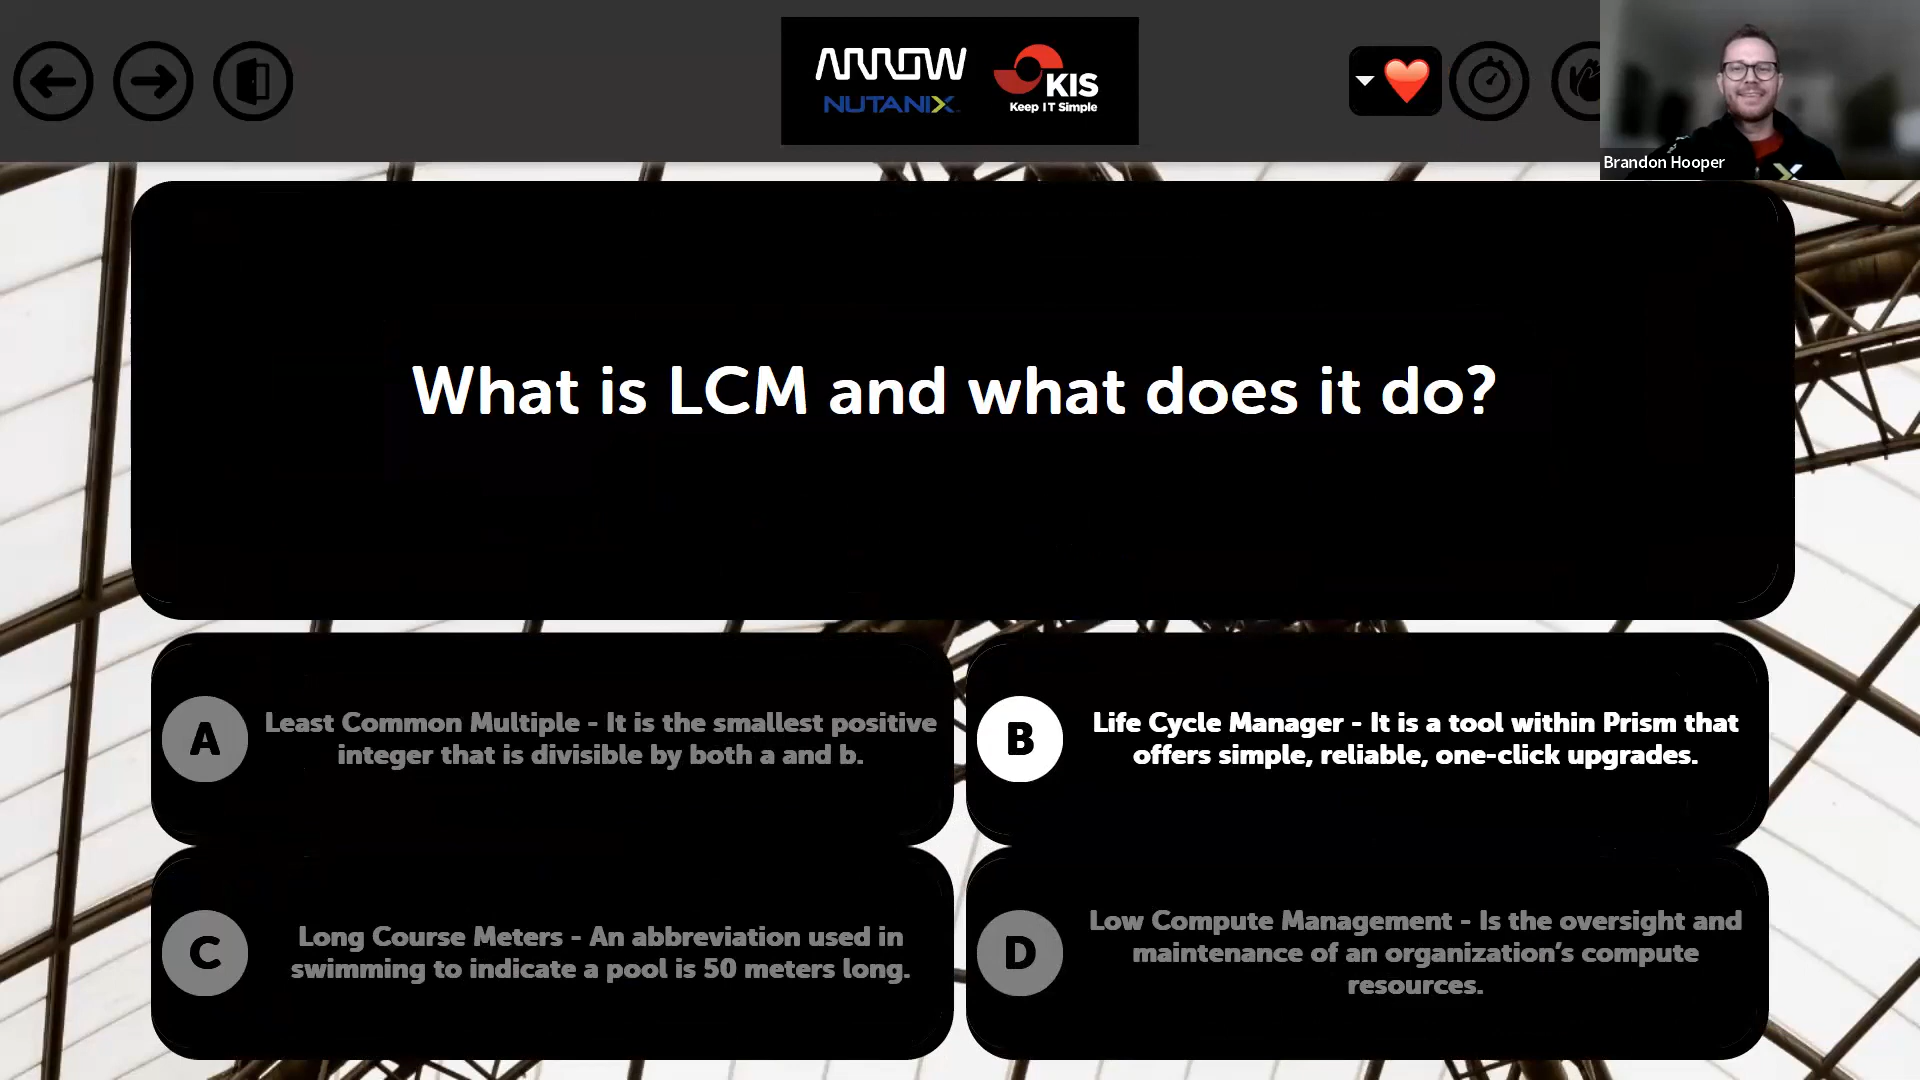 ARROW
NUTANIX
KIS
Keep IT Simple
Brandon Hooper
What is LCM and what does it do?
A
Least Common Multiple - It is the smallest positive
integer that is divisible by both a and b.
B
Life Cycle Manager - It is a tool within Prism that
offers simple, reliable, one-click upgrades.
C
Long Course Meters - An abbreviation used in
swimming to indicate a pool is 50 meters long.
D
Low Compute Management - Is the oversight and
maintenance of an organization’s compute
resources.